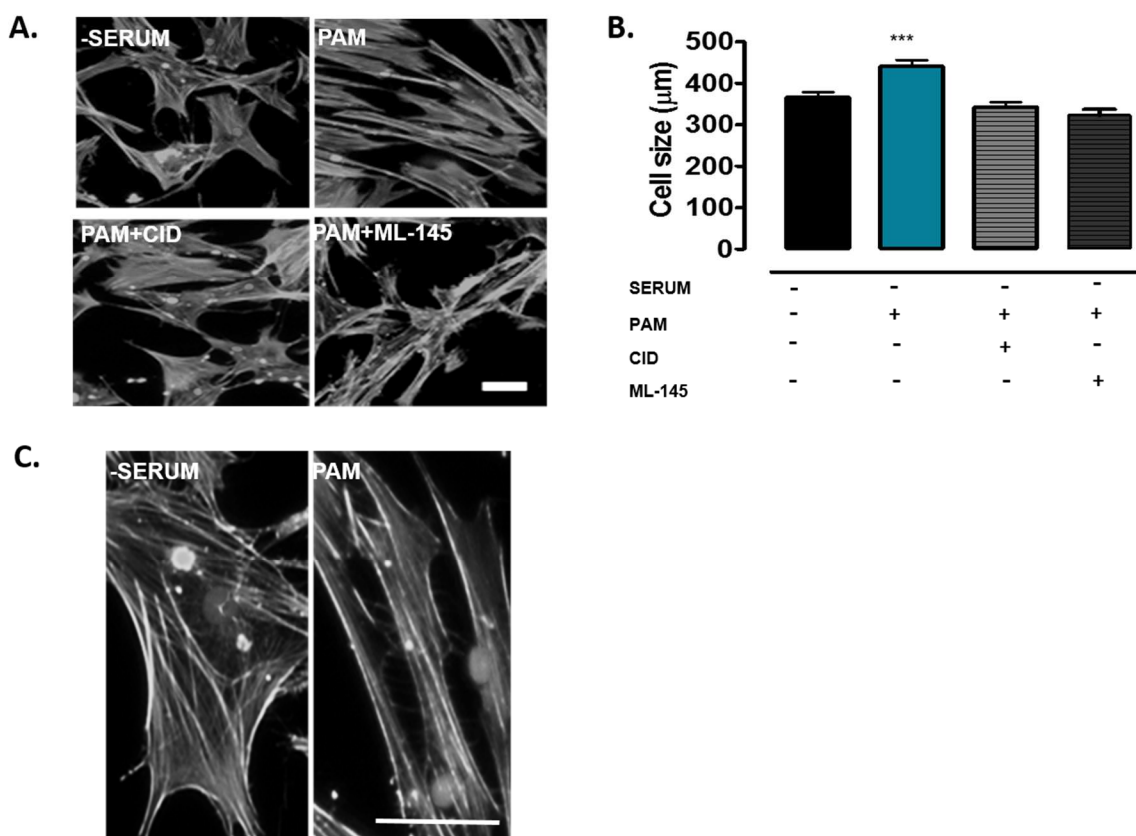 A.
-SERUM
PAM
PAM+CID
PAM+ML-145
B.
***
500
400
300
200
100
0
Cell size (μm)
SERUM - - - -
PAM - + + +
CID - - + -
ML-145 - - - +
C.
-SERUM
PAM